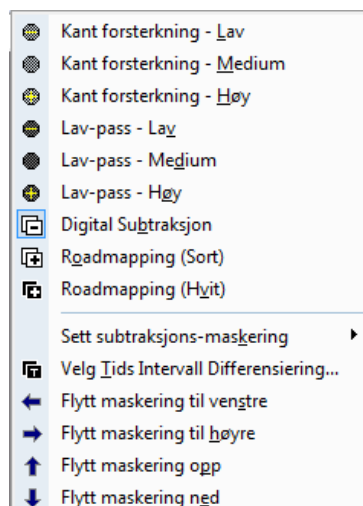 Kant forsterkning - Lav
Kant forsterkning - Medium
Kant forsterkning - Høy
Lav-pass - Lav
Lav-pass - Medium
Lav-pass - Høy
Digital Subtraksjon
Roadmapping (Sort)
Roadmapping (Hvit)
Sett subtraksjons-maskering
Velg Tids Intervall Differensiering...
Flytt maskering til venstre
Flytt maskering til høyre
Flytt maskering opp
Flytt maskering ned